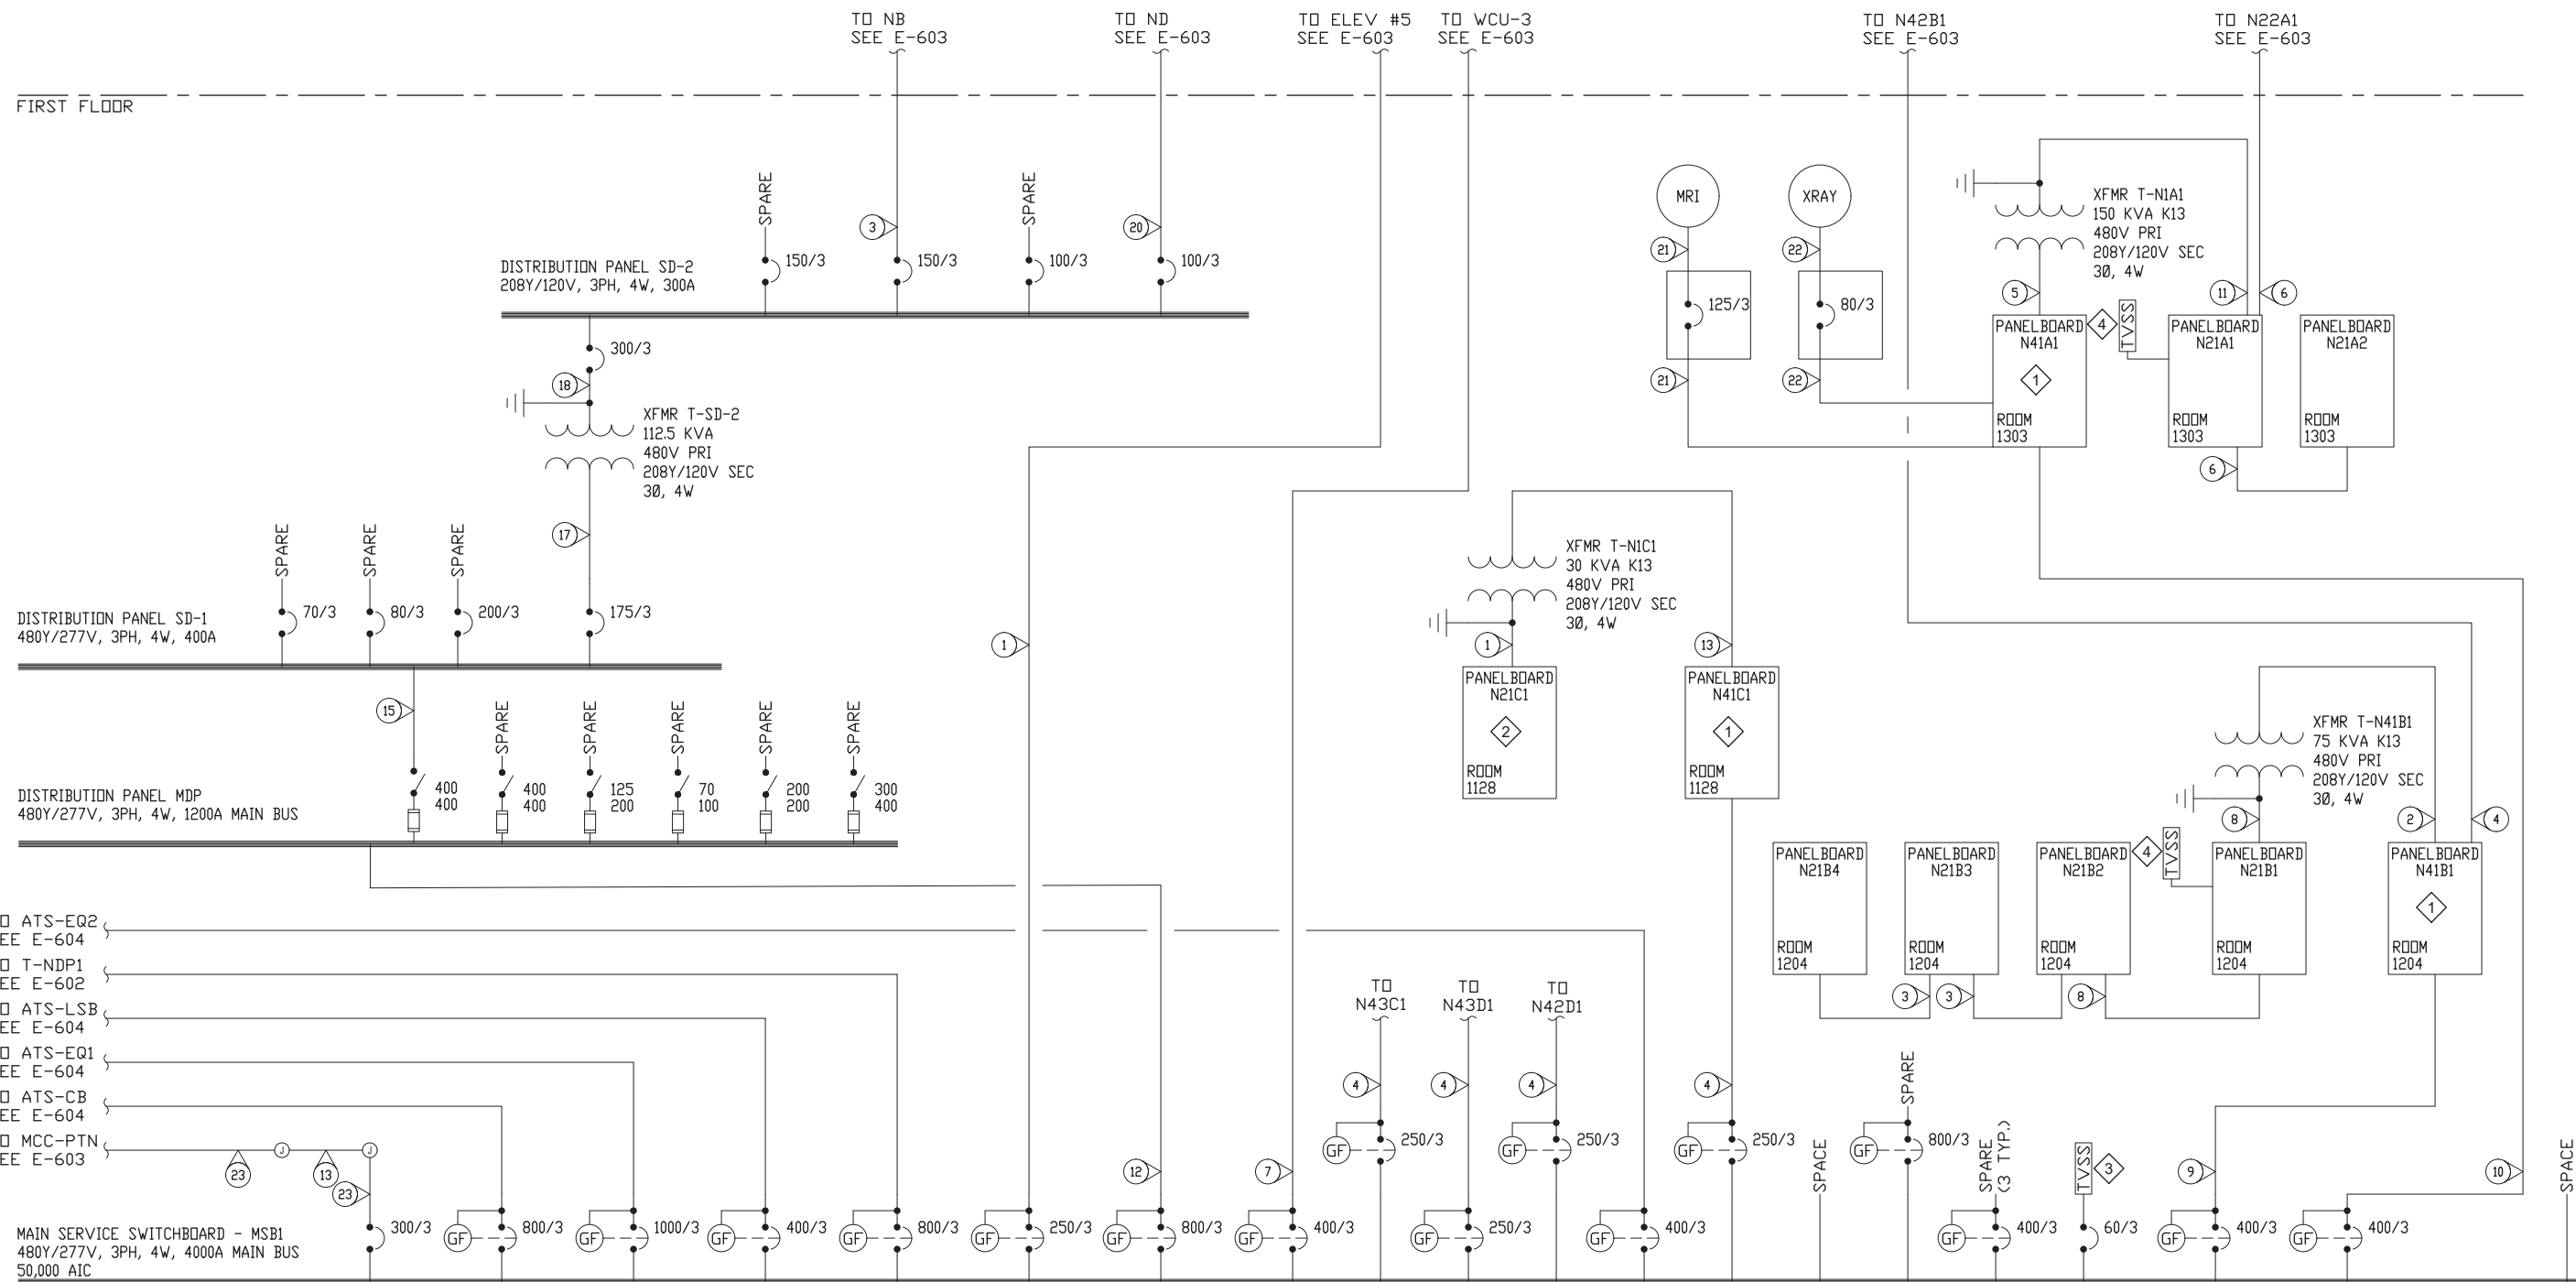 TO NB
SEE E-603
TO ND
SEE E-603
TO ELEV #5
SEE E-603
TO WCU-3
SEE E-603
TO N42B1
SEE E-603
TO N22A1
SEE E-603
FIRST FLOOR
SPARE
150/3
3
150/3
SPARE
100/3
20
100/3
DISTRIBUTION PANEL SD-2
208Y/120V, 3PH, 4W, 300A
MRI
XRAY
21
22
125/3
80/3
21
22
XFMR T-N1A1
150 KVA K13
480V PRI
208Y/120V SEC
3Ø, 4W
5
11
6
PANELBOARD
N41A1
1
ROOM
1303
4
TVSS
PANELBOARD
N21A1
ROOM
1303
PANELBOARD
N21A2
ROOM
1303
6
300/3
18
XFMR T-SD-2
112.5 KVA
480V PRI
208Y/120V SEC
3Ø, 4W
17
SPARE
70/3
SPARE
80/3
SPARE
200/3
175/3
DISTRIBUTION PANEL SD-1
480Y/277V, 3PH, 4W, 400A
1
XFMR T-N1C1
30 KVA K13
480V PRI
208Y/120V SEC
3Ø, 4W
1
13
PANELBOARD
N21C1
2
ROOM
1128
PANELBOARD
N41C1
1
ROOM
1128
15
400
400
SPARE
400
400
SPARE
125
200
SPARE
70
100
SPARE
200
200
SPARE
300
400
DISTRIBUTION PANEL MDP
480Y/277V, 3PH, 4W, 1200A MAIN BUS
XFMR T-N41B1
75 KVA K13
480V PRI
208Y/120V SEC
3Ø, 4W
8
2
4
PANELBOARD
N21B4
ROOM
1204
PANELBOARD
N21B3
ROOM
1204
PANELBOARD
N21B2
ROOM
1204
4
TVSS
PANELBOARD
N21B1
ROOM
1204
PANELBOARD
N41B1
1
ROOM
1204
3
3
8
O ATS-EQ2
EE E-604
O T-NDP1
EE E-602
O ATS-LSB
EE E-604
O ATS-EQ1
EE E-604
O ATS-CB
EE E-604
O MCC-PTN
EE E-603
J
J
23
13
23
TO
N43C1
TO
N43D1
TO
N42D1
4
4
4
4
GF
250/3
GF
250/3
GF
250/3
SPACE
SPARE
GF
800/3
SPARE
(3 TYP.)
TVSS
3
12
7
9
10
SPACE
MAIN SERVICE SWITCHBOARD - MSB1
480Y/277V, 3PH, 4W, 4000A MAIN BUS
50,000 AIC
300/3
GF
800/3
GF
1000/3
GF
400/3
GF
800/3
GF
250/3
GF
800/3
GF
400/3
GF
250/3
GF
400/3
GF
400/3
60/3
GF
400/3
GF
400/3